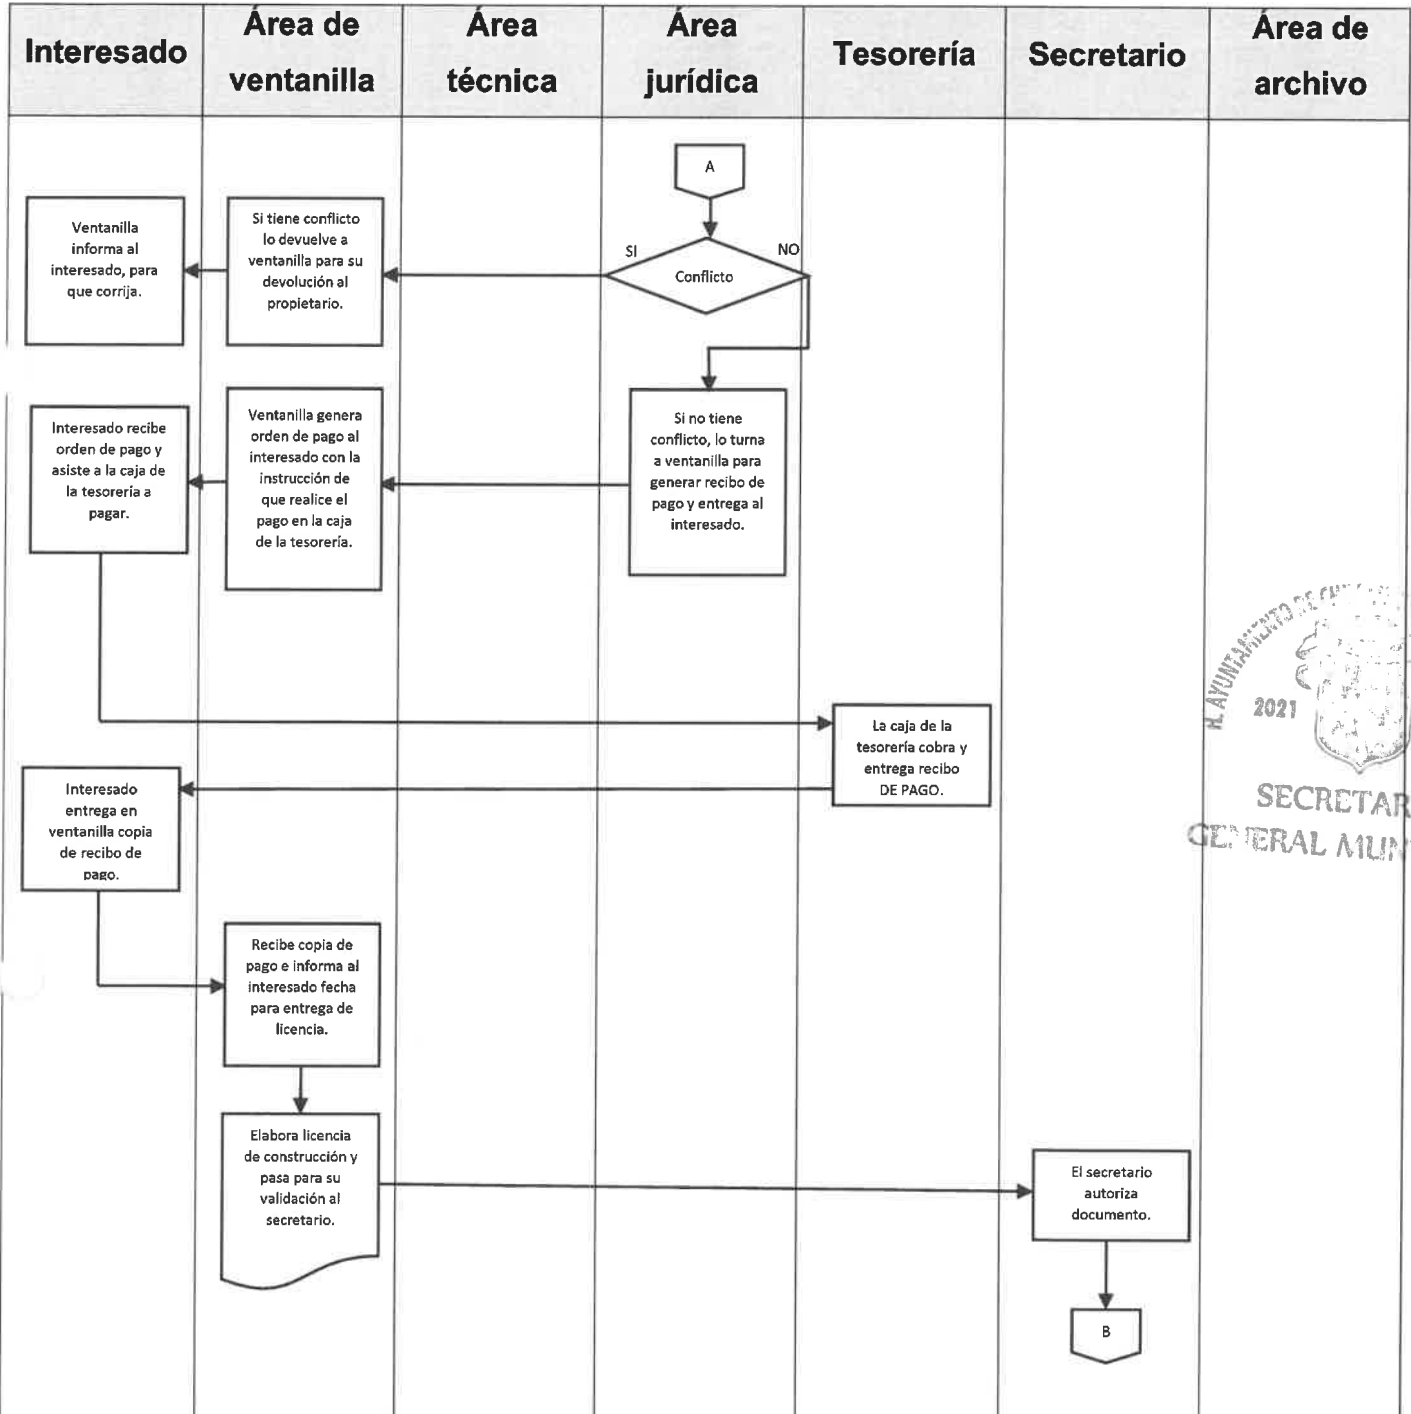 Interesado
Área de
ventanilla
Área
técnica
Área
jurídica
Tesorería
Secretario
Área de
archivo
A
SI
NO
Conflicto
Si tiene conflicto
lo devuelve a
ventanilla para su
devolución al
propietario.
Ventanilla
informa al
interesado, para
que corrija.
Si no tiene
conflicto, lo turna
a ventanilla para
generar recibo de
pago y entrega al
interesado.
Ventanilla genera
orden de pago al
interesado con la
instrucción de
que realice el
pago en la caja
de la tesorería.
Interesado recibe
orden de pago y
asiste a la caja de
la tesorería a
pagar.
La caja de la
tesorería cobra y
entrega recibo
DE PAGO.
Interesado
entrega en
ventanilla copia
de recibo de
pago.
Recibe copia de
pago e informa al
interesado fecha
para entrega de
licencia.
Elabora licencia
de construcción y
pasa para su
validación al
secretario.
El secretario
autoriza
documento.
B
H. AYUNTAMIENTO DE
2021
SECRETAR
GENERAL MUN